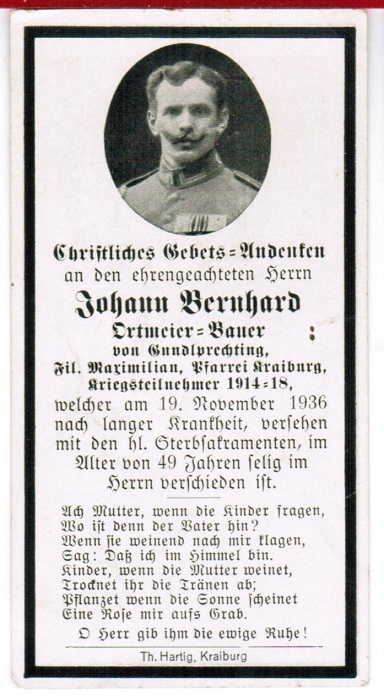 Christliches Gebets=Andenken
an den ehrengeachteten Herrn
Johann Bernhard
Ortmeier=Bauer :
von Gundlprechting,
Fil. Maximilian, Pfarrei Kraiburg,
Kriegsteilnehmer 1914-18,
welcher am 19. November 1936
nach langer Krankheit, versehen
mit den hl. Sterbsakramenten, im
Alter von 49 Jahren selig im
Herrn verschieden ist.
Ach Mutter, wenn die Kinder fragen,
Wo ist denn der Vater hin?
Wenn sie weinend nach mir klagen,
Sag: Daß ich im Himmel bin.
Kinder, wenn die Mutter weinet,
Trocknet ihr die Tränen ab;
Pflanzet wenn die Sonne scheinet
Eine Rose mir aufs Grab.
O Herr gib ihm die ewige Ruhe!
Th. Hartig, Kraiburg